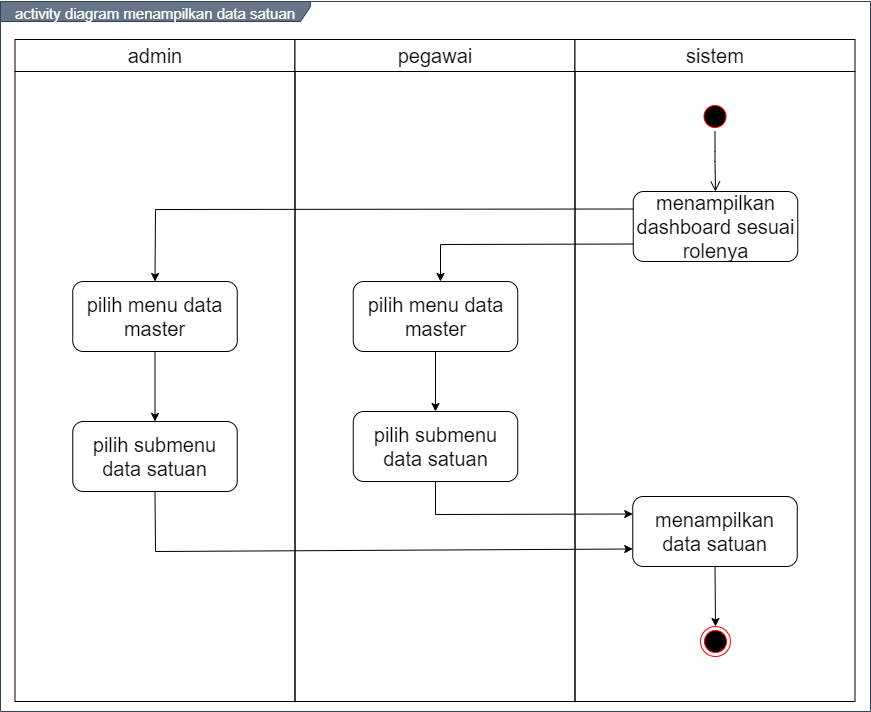 activity diagram menampilkan data satuan
admin
pegawai
sistem
menampilkan
dashboard sesuai
rolenya
pilih menu data
master
pilih menu data
master
pilih submenu
data satuan
pilih submenu
data satuan
menampilkan
data satuan